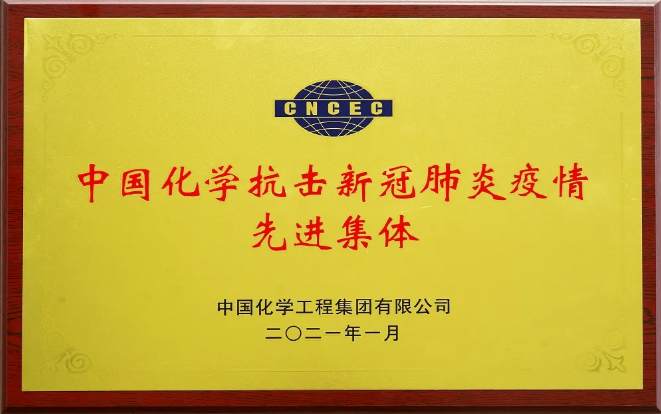 CNCEC
中国化学抗击新冠肺炎疫情
先进集体
中国化学工程集团有限公司
二〇二一年一月